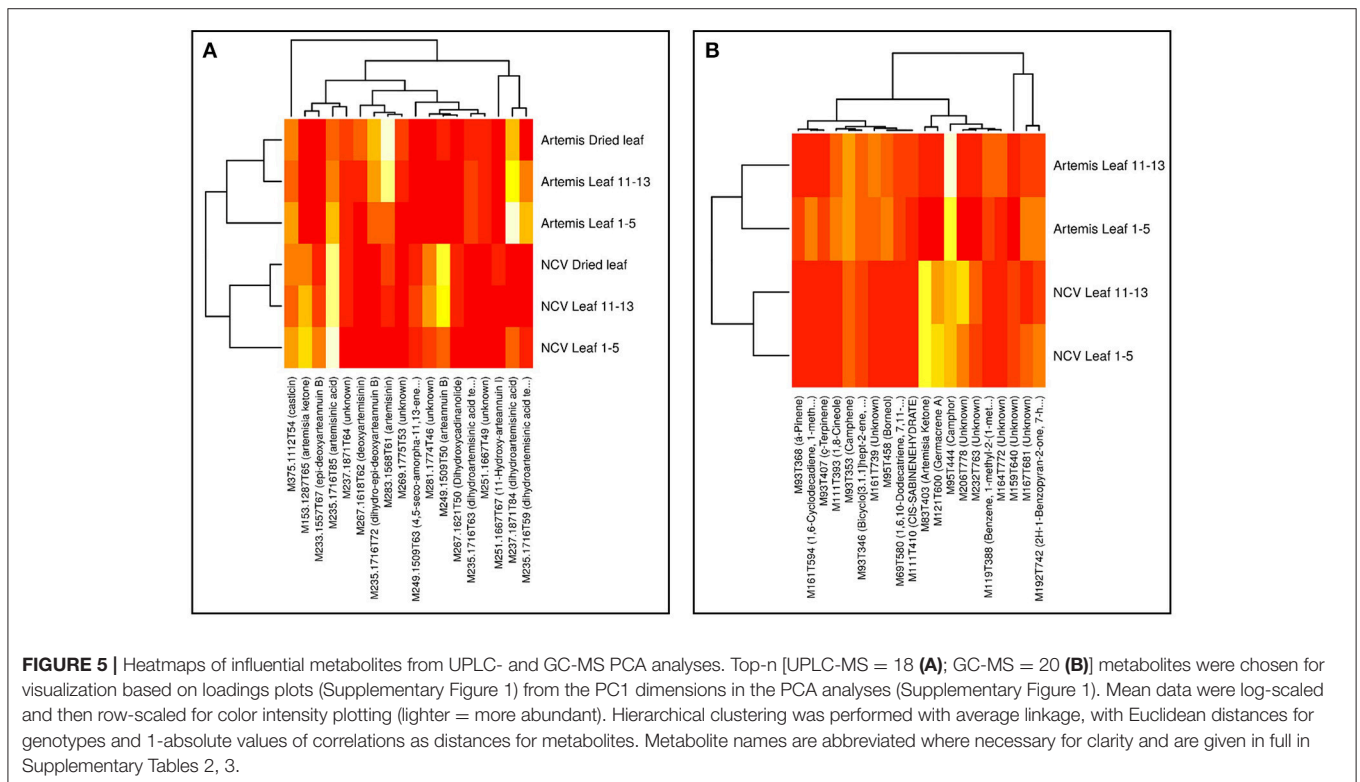 A
Artemis Dried leaf
Artemis Leaf 11-13
Artemis Leaf 1-5
NCV Dried leaf
NCV Leaf 11-13
NCV Leaf 1-5
M375.1112T54 (casticin)
M153.1287T65 (artemisia ketone)
M233.1557T67 (epi-deoxyarteannuin B)
M235.1716T85 (artemisinic acid)
M237.1871T64 (unknown)
M267.1618T62 (deoxyartemisinin)
M235.1716T72 (dihydro-epi-deoxyarteannuin B)
M283.1568T61 (artemisinin)
M269.1775T53 (unknown)
M249.1509T63 (4,5-seco-amorpha-11,13-ene...)
M281.1774T46 (unknown)
M249.1509T50 (arteannuin B)
M267.1621T50 (Dihydroxycadinanolide)
M235.1716T63 (dihydroartemisinic acid te...)
M251.1667T49 (unknown)
M251.1667T67 (11-Hydroxy-arteannuin I)
M237.1871T84 (dihydroartemisinic acid)
M235.1716T59 (dihydroartemisinic acid te...)
B
Artemis Leaf 11-13
Artemis Leaf 1-5
NCV Leaf 11-13
NCV Leaf 1-5
M93T368 (á-Pinene)
M161T594 (1,6-Cyclodecadiene, 1-meth...)
M93T407 (ç-Terpinene)
M111T393 (1,8-Cineole)
M93T353 (Camphene)
M93T346 (Bicyclo[3.1.1]hept-2-ene, ...)
M161T739 (Unknown)
M95T458 (Borneol)
M69T580 (1,6,10-Dodecatriene, 7,11-...)
M111T410 (CIS-SABINENEHYDRATE)
M83T403 (Artemisia Ketone)
M121T600 (Germacrene A)
M95T444 (Camphor)
M206T778 (Unknown)
M232T763 (Unknown)
M119T388 (Benzene, 1-methyl-2-(1-met...)
M164T772 (Unknown)
M159T640 (Unknown)
M167T681 (Unknown)
M192T742 (2H-1-Benzopyran-2-one, 7-h...)
FIGURE 5 | Heatmaps of influential metabolites from UPLC- and GC-MS PCA analyses. Top-n [UPLC-MS = 18 (A); GC-MS = 20 (B)] metabolites were chosen for
visualization based on loadings plots (Supplementary Figure 1) from the PC1 dimensions in the PCA analyses (Supplementary Figure 1). Mean data were log-scaled
and then row-scaled for color intensity plotting (lighter = more abundant). Hierarchical clustering was performed with average linkage, with Euclidean distances for
genotypes and 1-absolute values of correlations as distances for metabolites. Metabolite names are abbreviated where necessary for clarity and are given in full in
Supplementary Tables 2, 3.